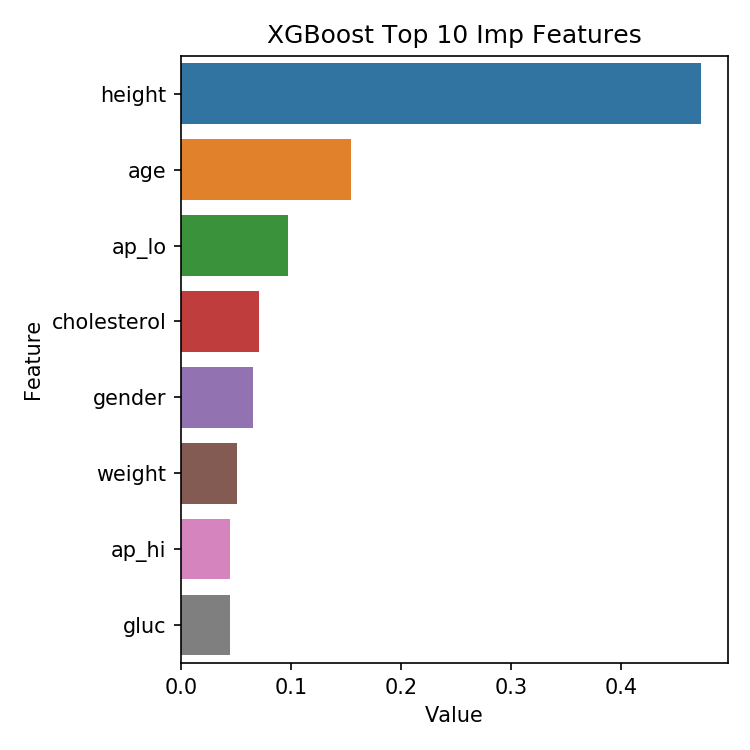 XGBoost Top 10 Imp Features
height
age
ap_lo
cholesterol
gender
weight
ap_hi
gluc
Feature
0.0 0.1 0.2 0.3 0.4
Value